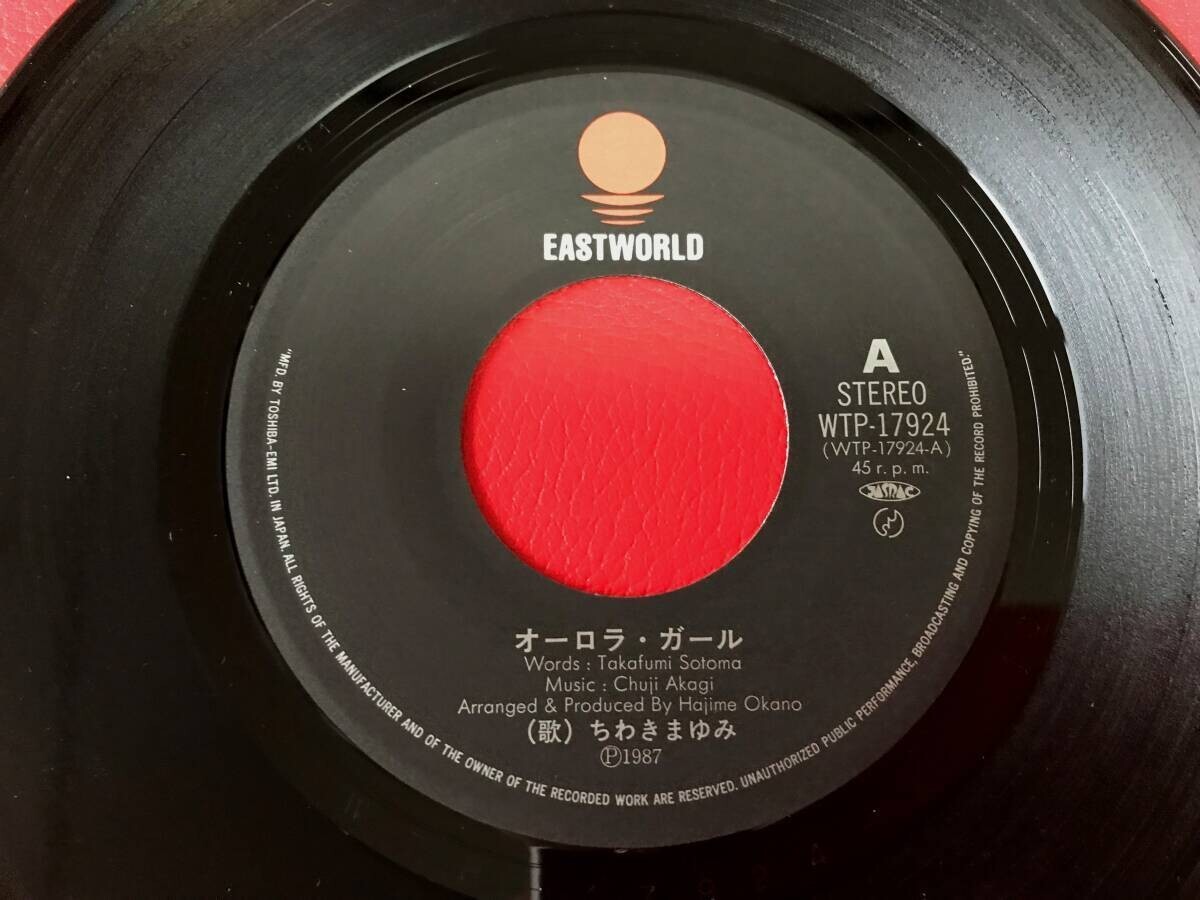 EASTWORLD
A
STEREO
WTP-17924
(WTP-17924-A)
45 r.p.m.
JASRAC
オーロラ・ガール
Words : Takafumi Sotoma
Music : Chuji Akagi
Arranged & Produced By Hajime Okano
(歌) ちわきまゆみ
Ⓟ1987
"MFD. BY TOSHIBA-EMI LTD. IN JAPAN. ALL RIGHTS OF THE MANUFACTURER AND OF THE OWNER OF THE RECORDED WORK ARE RESERVED. UNAUTHORIZED PUBLIC PERFORMANCE, BROADCASTING AND COPYING OF THE RECORD PROHIBITED."